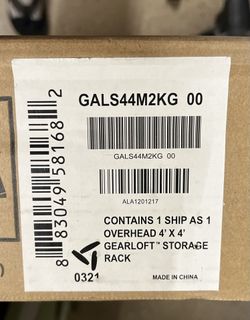 GALS44M2KG 00
GALS44M2KG 00
ALA1201217
CONTAINS 1 SHIP AS 1
OVERHEAD 4' X 4'
GEARLOFT™ STORAGE
RACK
0321
MADE IN CHINA
8 83049 58168 2